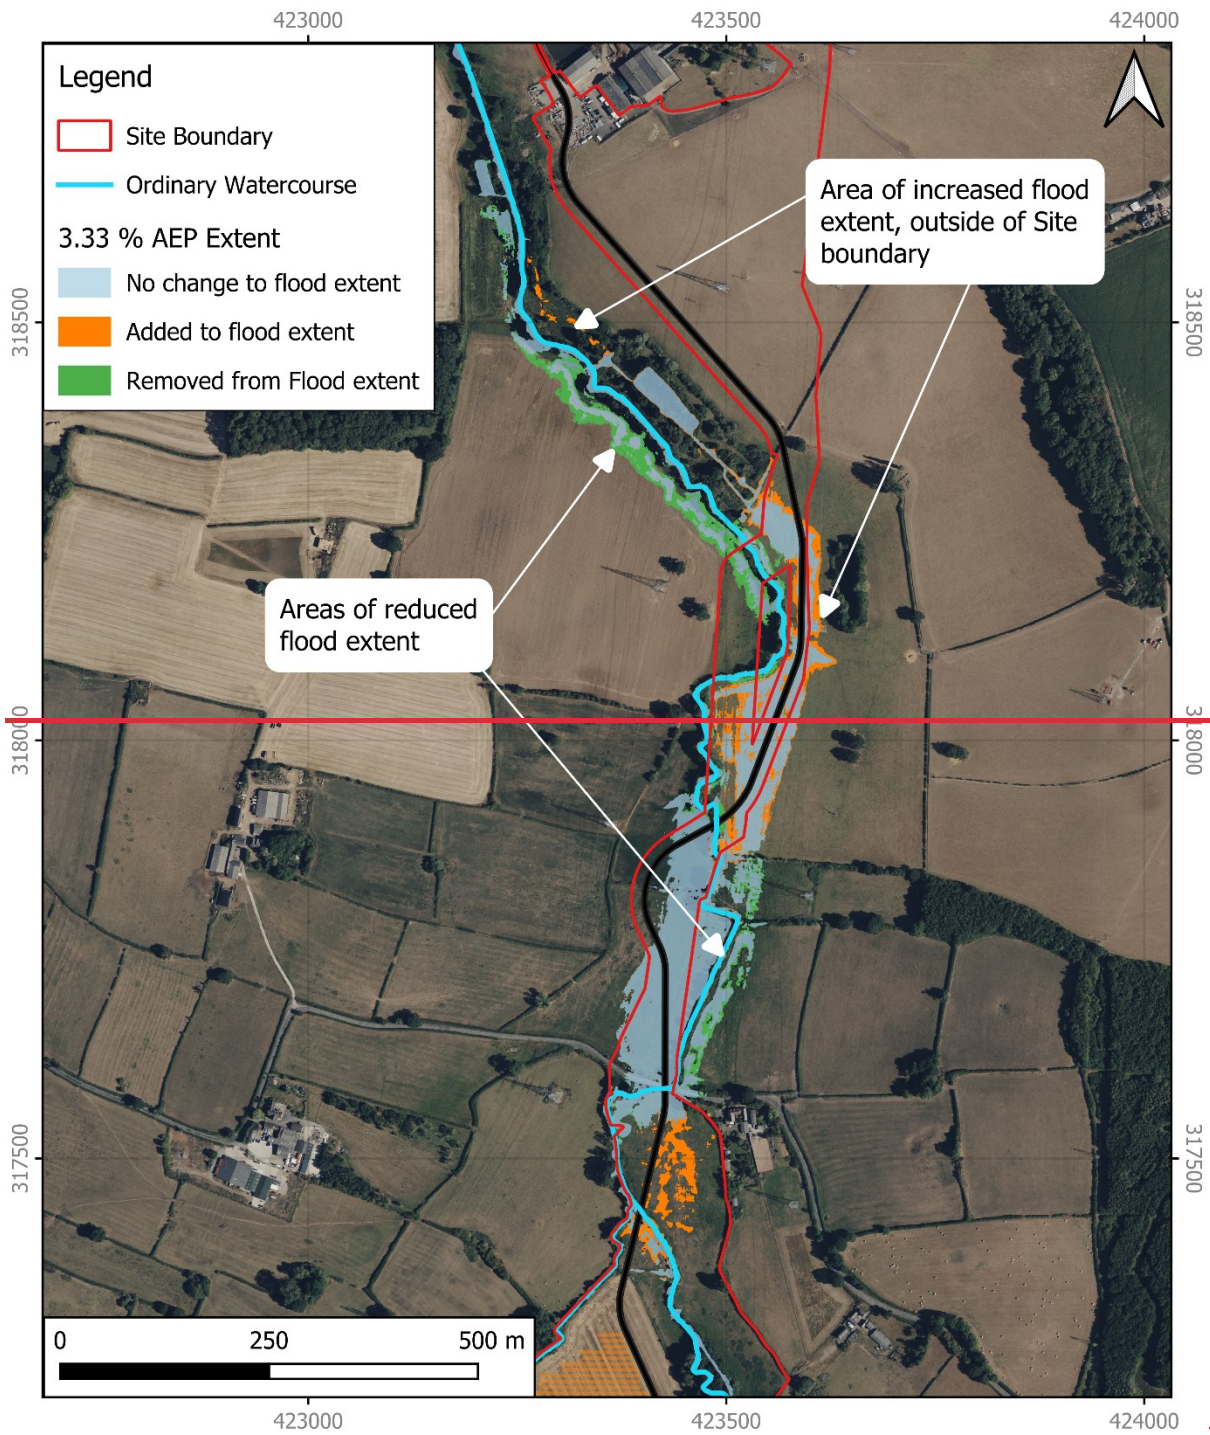 423000
423500
424000
Legend
Site Boundary
Ordinary Watercourse
3.33 % AEP Extent
No change to flood extent
Added to flood extent
Removed from Flood extent
Area of increased flood
extent, outside of Site
boundary
318500
318500
Areas of reduced
flood extent
318000
318000
317500
317500
0 250 500 m
423000
423500
424000